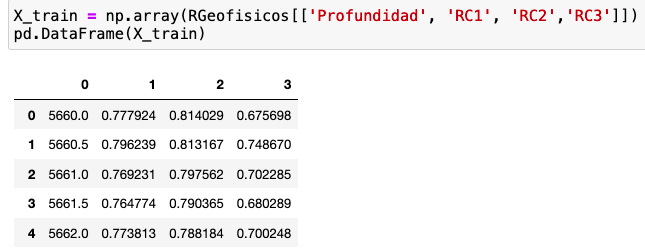 X_train = np.array(RGeofisicos[['Profundidad', 'RC1', 'RC2','RC3']])
pd.DataFrame(X_train)
0 1 2 3
0 5660.0 0.777924 0.814029 0.675698
1 5660.5 0.796239 0.813167 0.748670
2 5661.0 0.769231 0.797562 0.702285
3 5661.5 0.764774 0.790365 0.680289
4 5662.0 0.773813 0.788184 0.700248